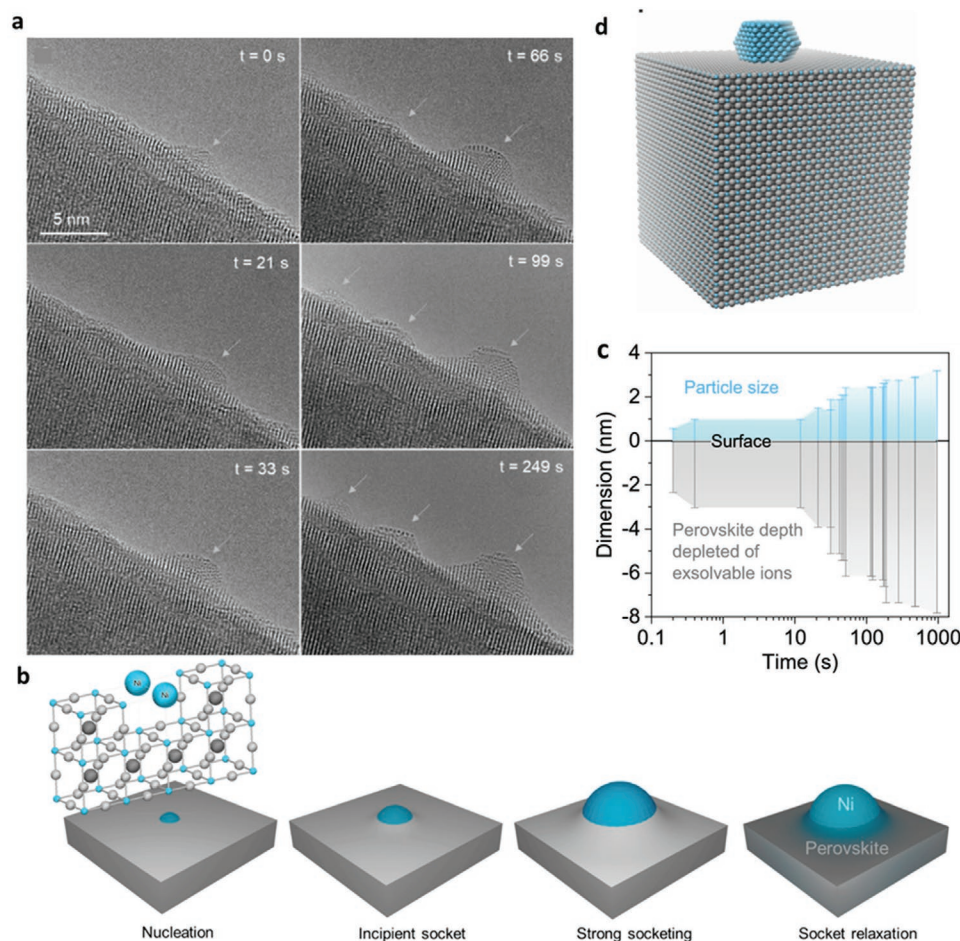 a
t = 0 s
t = 66 s
5 nm
t = 21 s
t = 99 s
t = 33 s
t = 249 s
d
c
4
2
0
-2
-4
-6
-8
Dimension (nm)
Particle size
Surface
Perovskite depth
depleted of
exsolvable ions
0.1
1
10
100
1000
Time (s)
b
Ni
Ni
Ni
Perovskite
Nucleation
Incipient socket
Strong socketing
Socket relaxation